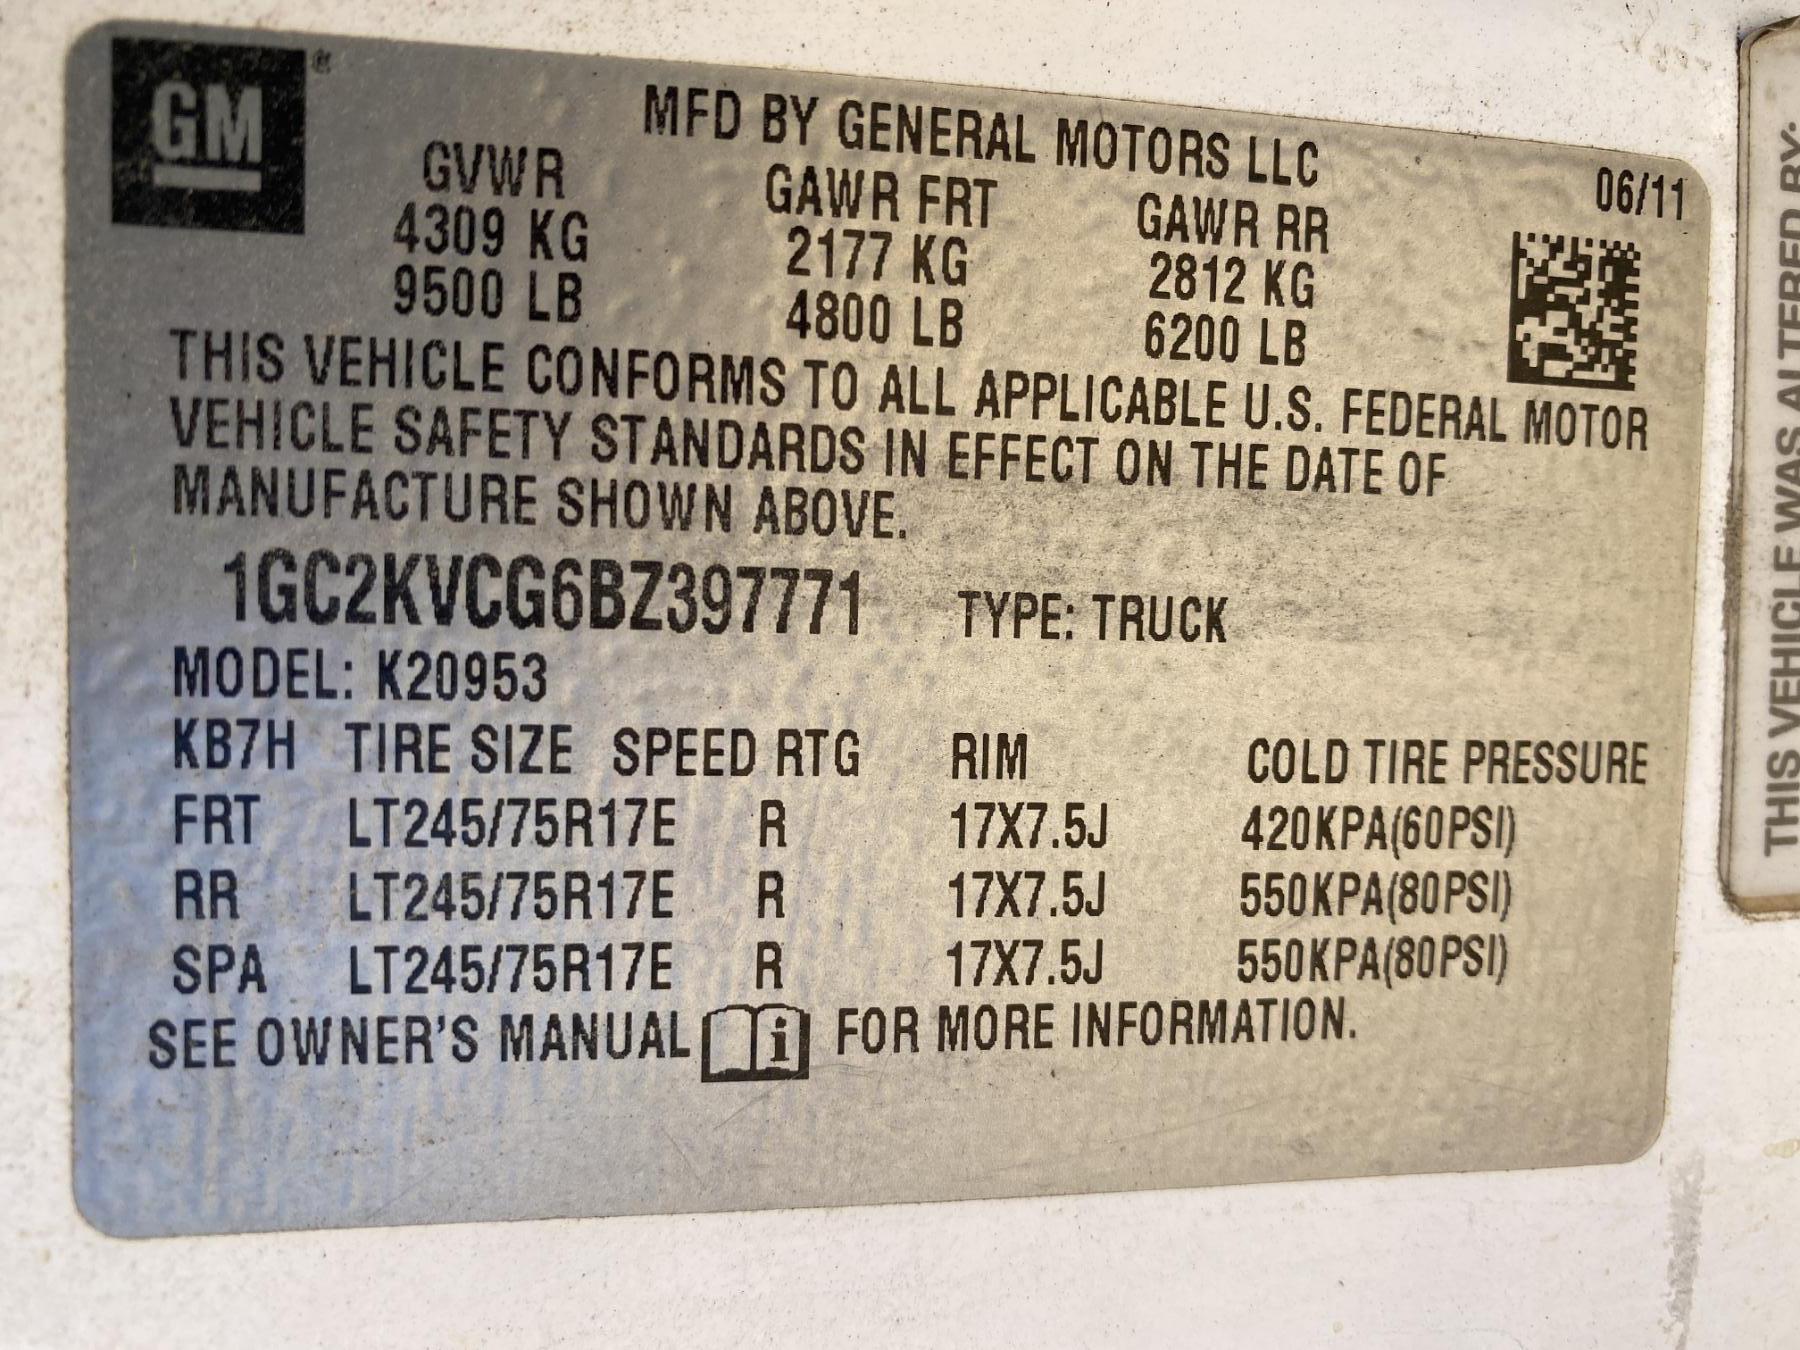 GM
MFD BY GENERAL MOTORS LLC
06/11
GVWR GAWR FRT GAWR RR
4309 KG 2177 KG 2812 KG
9500 LB 4800 LB 6200 LB
THIS VEHICLE CONFORMS TO ALL APPLICABLE U.S. FEDERAL MOTOR
VEHICLE SAFETY STANDARDS IN EFFECT ON THE DATE OF
MANUFACTURE SHOWN ABOVE.
1GC2KVCG6BZ397771 TYPE: TRUCK
MODEL: K20953
KB7H TIRE SIZE SPEED RTG RIM COLD TIRE PRESSURE
FRT LT245/75R17E R 17X7.5J 420KPA(60PSI)
RR LT245/75R17E R 17X7.5J 550KPA(80PSI)
SPA LT245/75R17E R 17X7.5J 550KPA(80PSI)
SEE OWNER'S MANUAL i FOR MORE INFORMATION.
THIS VEHICLE WAS ALTERED BY: